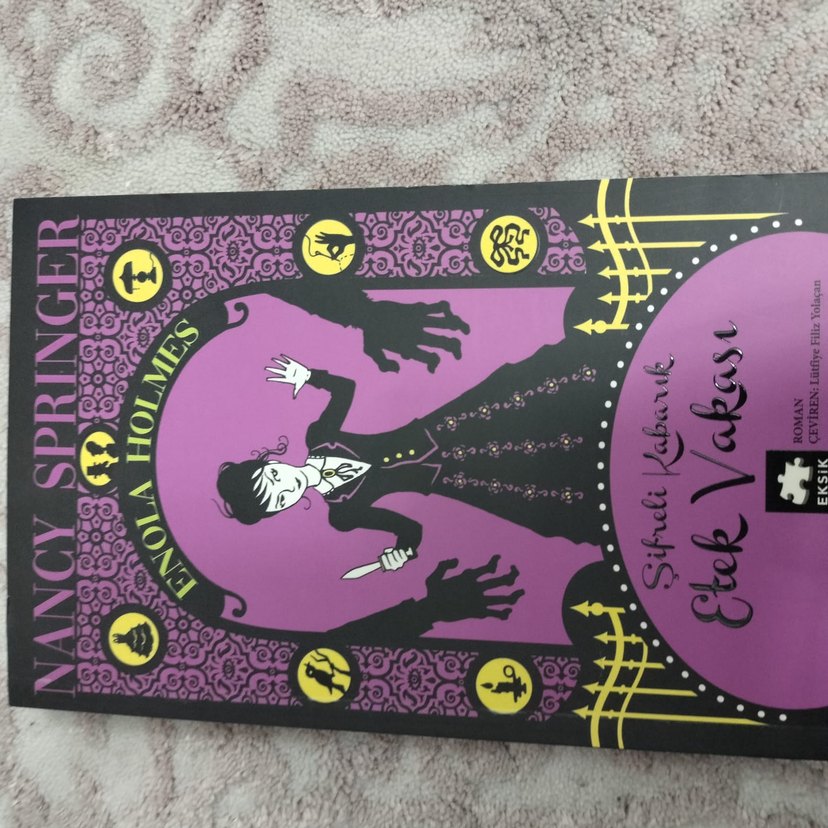 NANCY SPRINGER
ENOLA HOLMES
Şifreli Kabarık
Etek Vakası
ROMAN
ÇEVİREN: Lütfiye Filiz Yolaçan
EKSİK